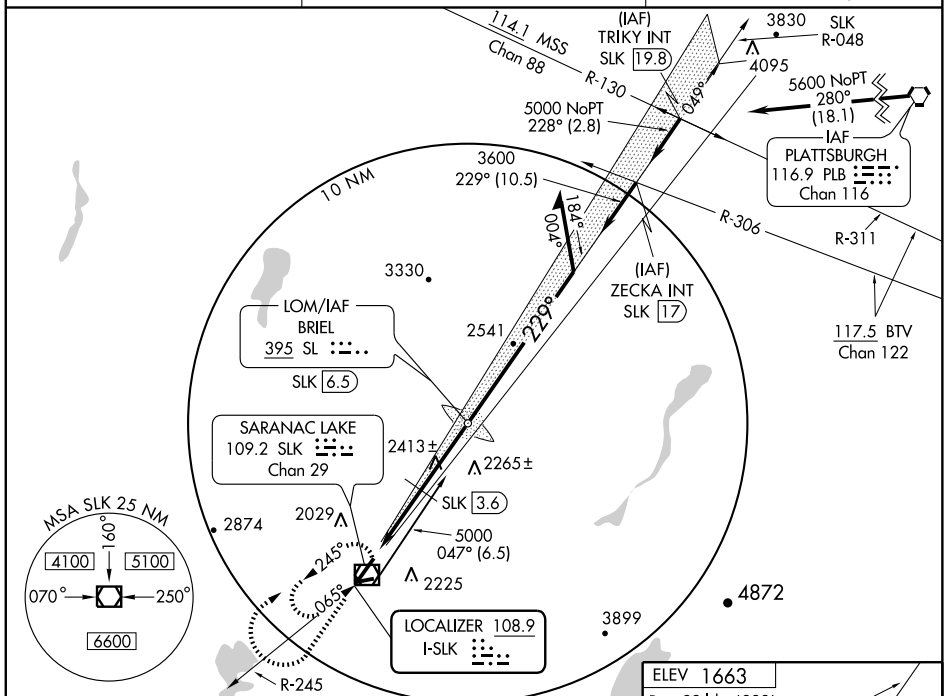 114.1 MSS
Chan 88
R-130
(IAF)
TRIKY INT
SLK 19.8
3830
SLK
R-048
4095
049°
5600 NoPT
280°
(18.1)
IAF
PLATTSBURGH
116.9 PLB
Chan 116
5000 NoPT
228° (2.8)
3600
229° (10.5)
10 NM
R-306
R-311
184°
004°
(IAF)
ZECKA INT
SLK 17
117.5 BTV
Chan 122
3330
LOM/IAF
BRIEL
395 SL
SLK 6.5
2541
229°
SARANAC LAKE
109.2 SLK
Chan 29
2413±
2265±
SLK 3.6
MSA SLK 25 NM
160°
4100
5100
070°
250°
6600
2874
2029
5000
047° (6.5)
245°
065°
2225
4872
LOCALIZER 108.9
I-SLK
3899
R-245
ELEV 1663